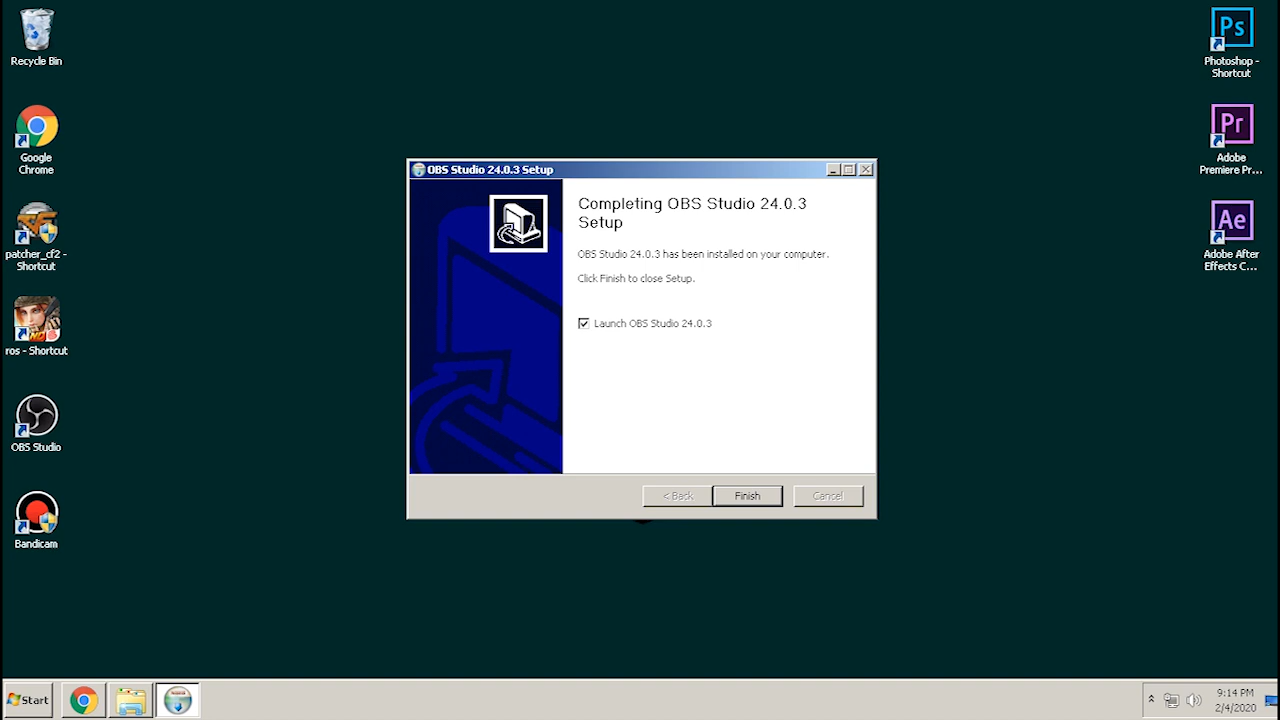 Recycle Bin
Google
Chrome
patcher_cf2 -
Shortcut
ros - Shortcut
OBS Studio
Bandicam
OBS Studio 24.0.3 Setup
Completing OBS Studio 24.0.3
Setup
OBS Studio 24.0.3 has been installed on your computer.
Click Finish to close Setup.
Launch OBS Studio 24.0.3
< Back
Finish
Cancel
Ps
Photoshop -
Shortcut
Pr
Adobe
Premiere Pr...
Ae
Adobe After
Effects C...
Start
9:14 PM
2/4/2020